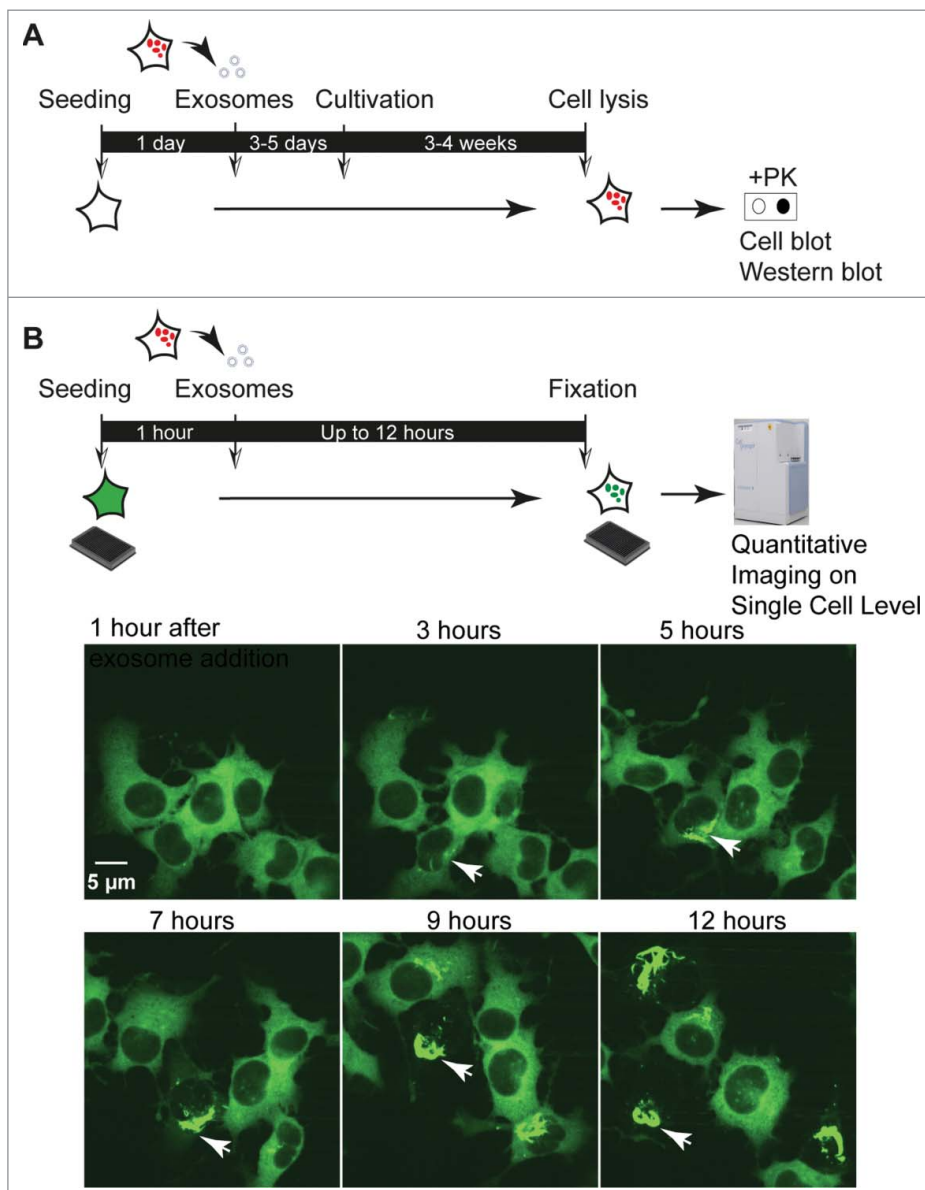 A
Seeding Exosomes Cultivation Cell lysis
1 day 3-5 days 3-4 weeks
+PK
Cell blot
Western blot
B
Seeding Exosomes Fixation
1 hour Up to 12 hours
Quantitative
Imaging on
Single Cell Level
1 hour after
exosome addition
3 hours
5 hours
5 µm
7 hours
9 hours
12 hours